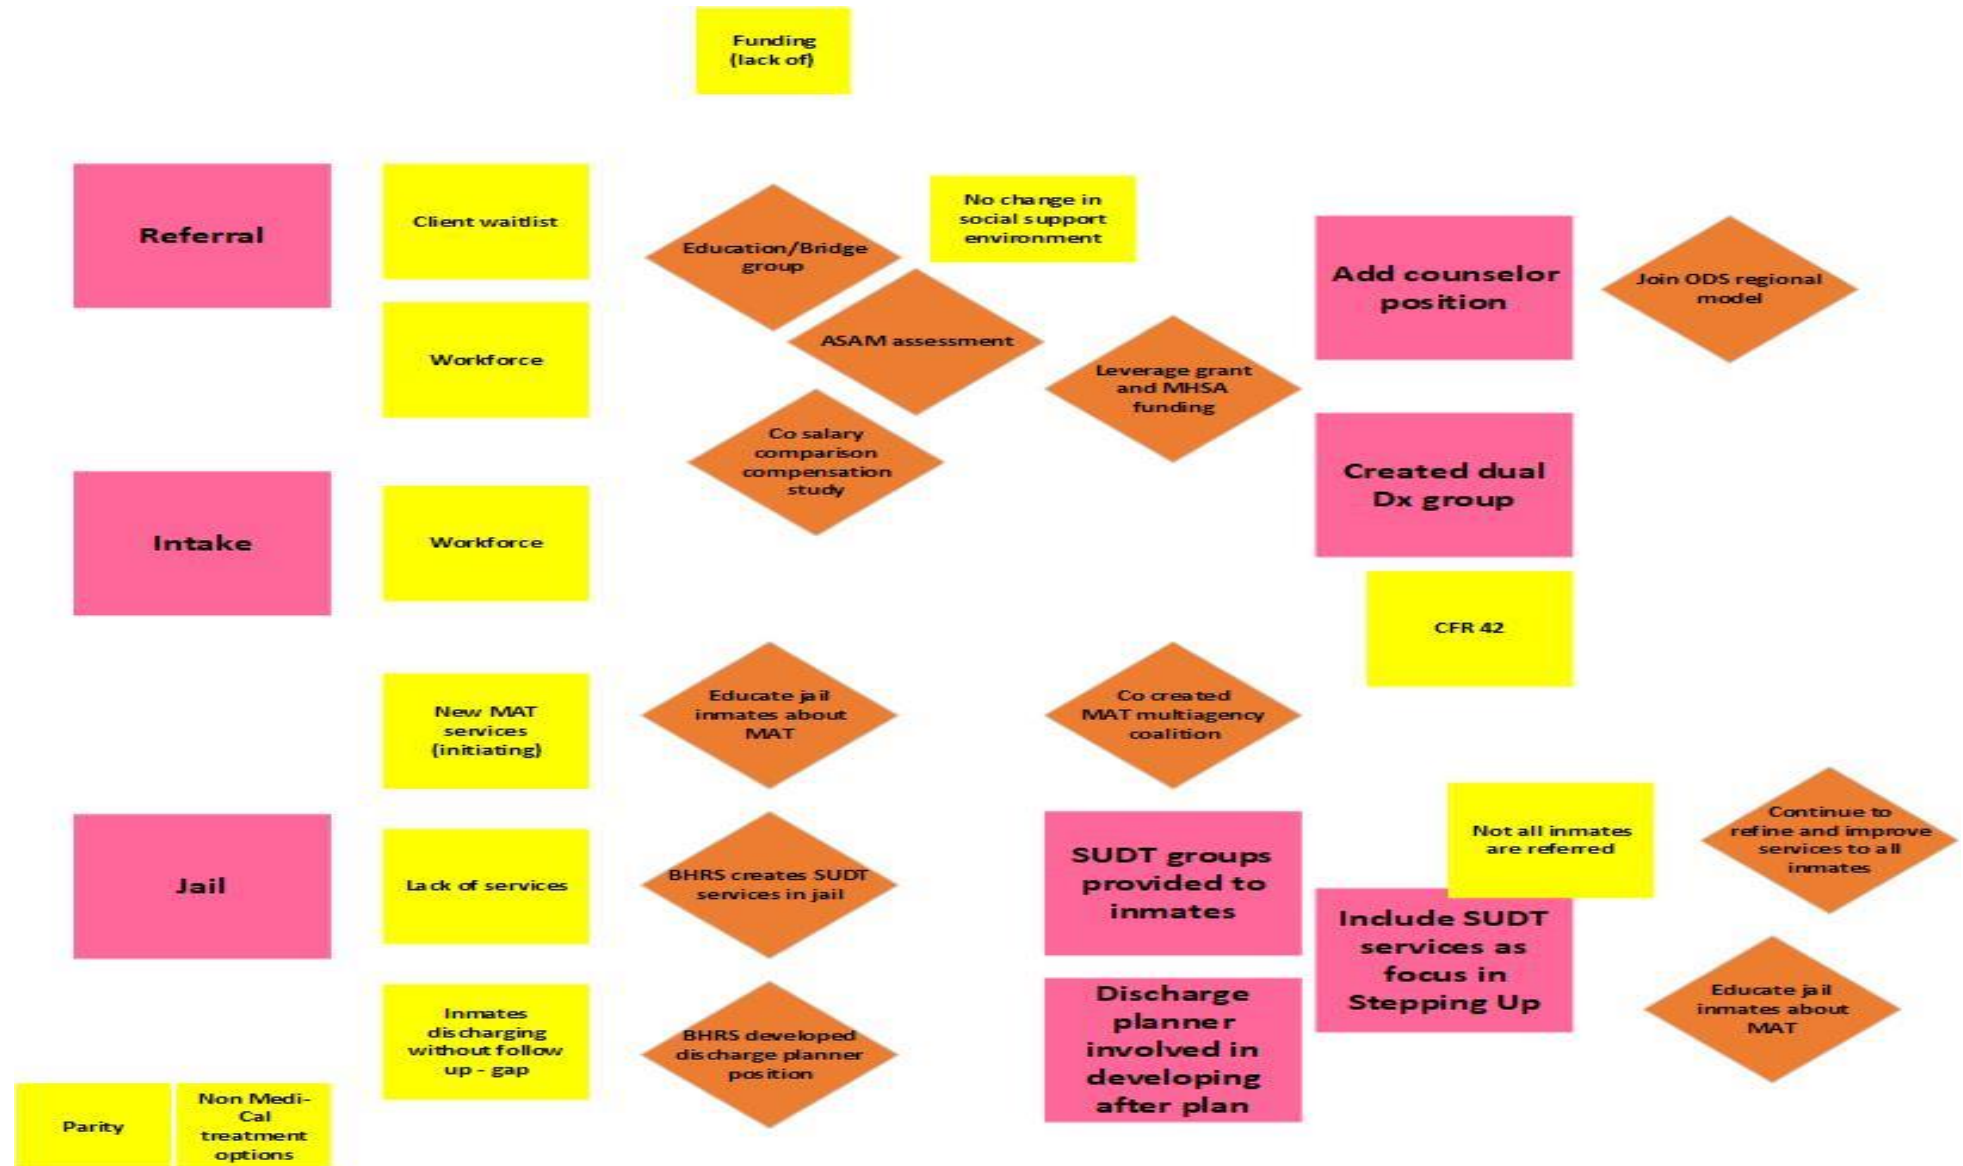 Funding
(lack of)
Referral
Client waitlist
Education/Bridge
group
No change in
social support
environment
Add counselor
position
Join ODS regional
model
Workforce
ASAM assessment
Leverage grant
and MHSA
funding
Co salary
comparison
compensation
study
Created dual
Dx group
Intake
Workforce
CFR 42
New MAT
services
(initiating)
Educate jail
inmates about
MAT
Co created
MAT multiagency
coalition
Jail
Lack of services
BHRS creates SUDT
services in jail
SUDT groups
provided to
inmates
Not all inmates
are referred
Continue to
refine and improve
services to all
inmates
Include SUDT
services as
focus in
Stepping Up
Inmates
discharging
without follow
up - gap
BHRS developed
discharge planner
position
Discharge
planner
involved in
developing
after plan
Educate jail
inmates about
MAT
Parity
Non Medi-
Cal
treatment
options